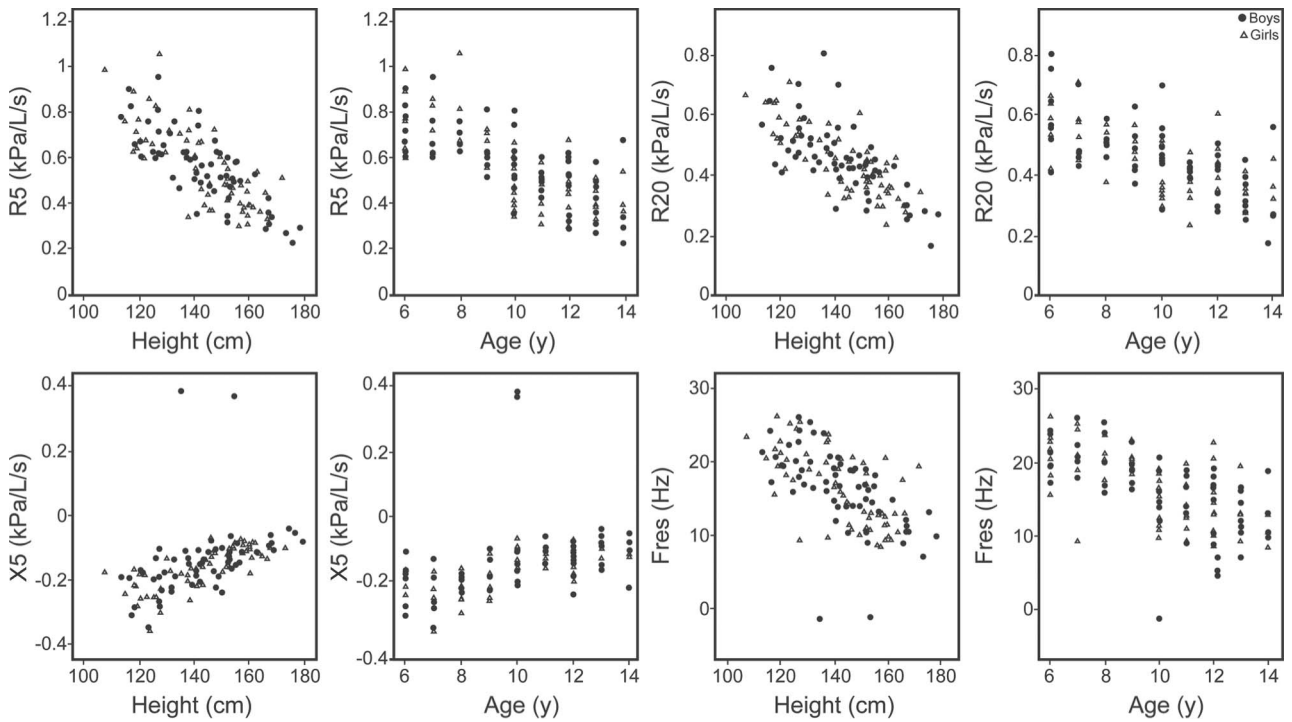 1.2
1
0.8
0.6
0.4
0.2
0
R5 (kPa/L/s)
100 120 140 160 180
Height (cm)
1.2
1
0.8
0.6
0.4
0.2
0
R5 (kPa/L/s)
6 8 10 12 14
Age (y)
0.8
0.6
0.4
0.2
0
R20 (kPa/L/s)
100 120 140 160 180
Height (cm)
Boys
Girls
0.8
0.6
0.4
0.2
0
R20 (kPa/L/s)
6 8 10 12 14
Age (y)
0.4
0.2
0
-0.2
-0.4
X5 (kPa/L/s)
100 120 140 160 180
Height (cm)
0.4
0.2
0
-0.2
-0.4
X5 (kPa/L/s)
6 8 10 12 14
Age (y)
30
20
10
0
Fres (Hz)
100 120 140 160 180
Height (cm)
30
20
10
0
Fres (Hz)
6 8 10 12 14
Age (y)